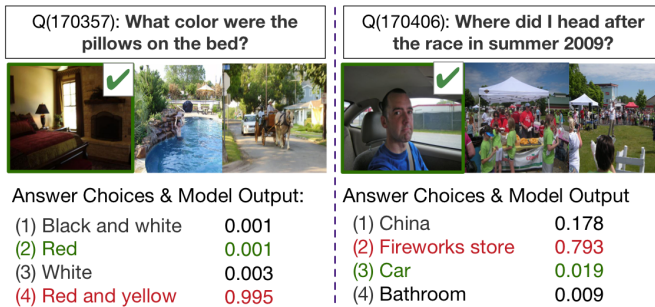 Q(170357): What color were the
pillows on the bed?
Answer Choices & Model Output:
(1) Black and white 0.001
(2) Red 0.001
(3) White 0.003
(4) Red and yellow 0.995
Q(170406): Where did I head after
the race in summer 2009?
Answer Choices & Model Output
(1) China 0.178
(2) Fireworks store 0.793
(3) Car 0.019
(4) Bathroom 0.009